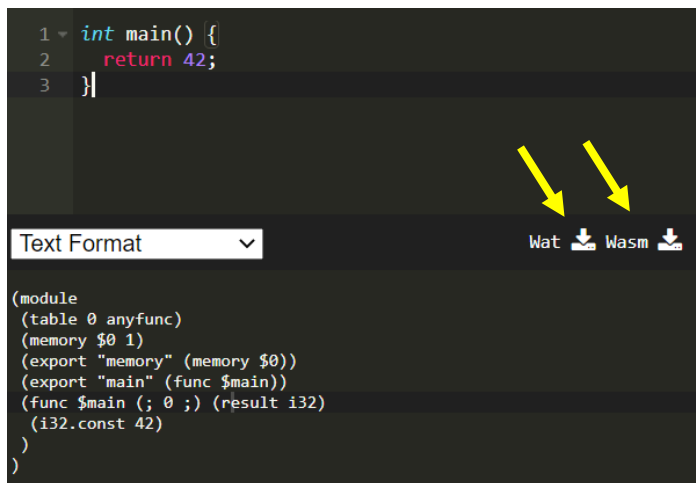 1 int main() {
2 return 42;
3 }
Text Format Wat Wasm
(module
(table 0 anyfunc)
(memory $0 1)
(export "memory" (memory $0))
(export "main" (func $main))
(func $main (; 0 ;) (result i32)
(i32.const 42)
)
)